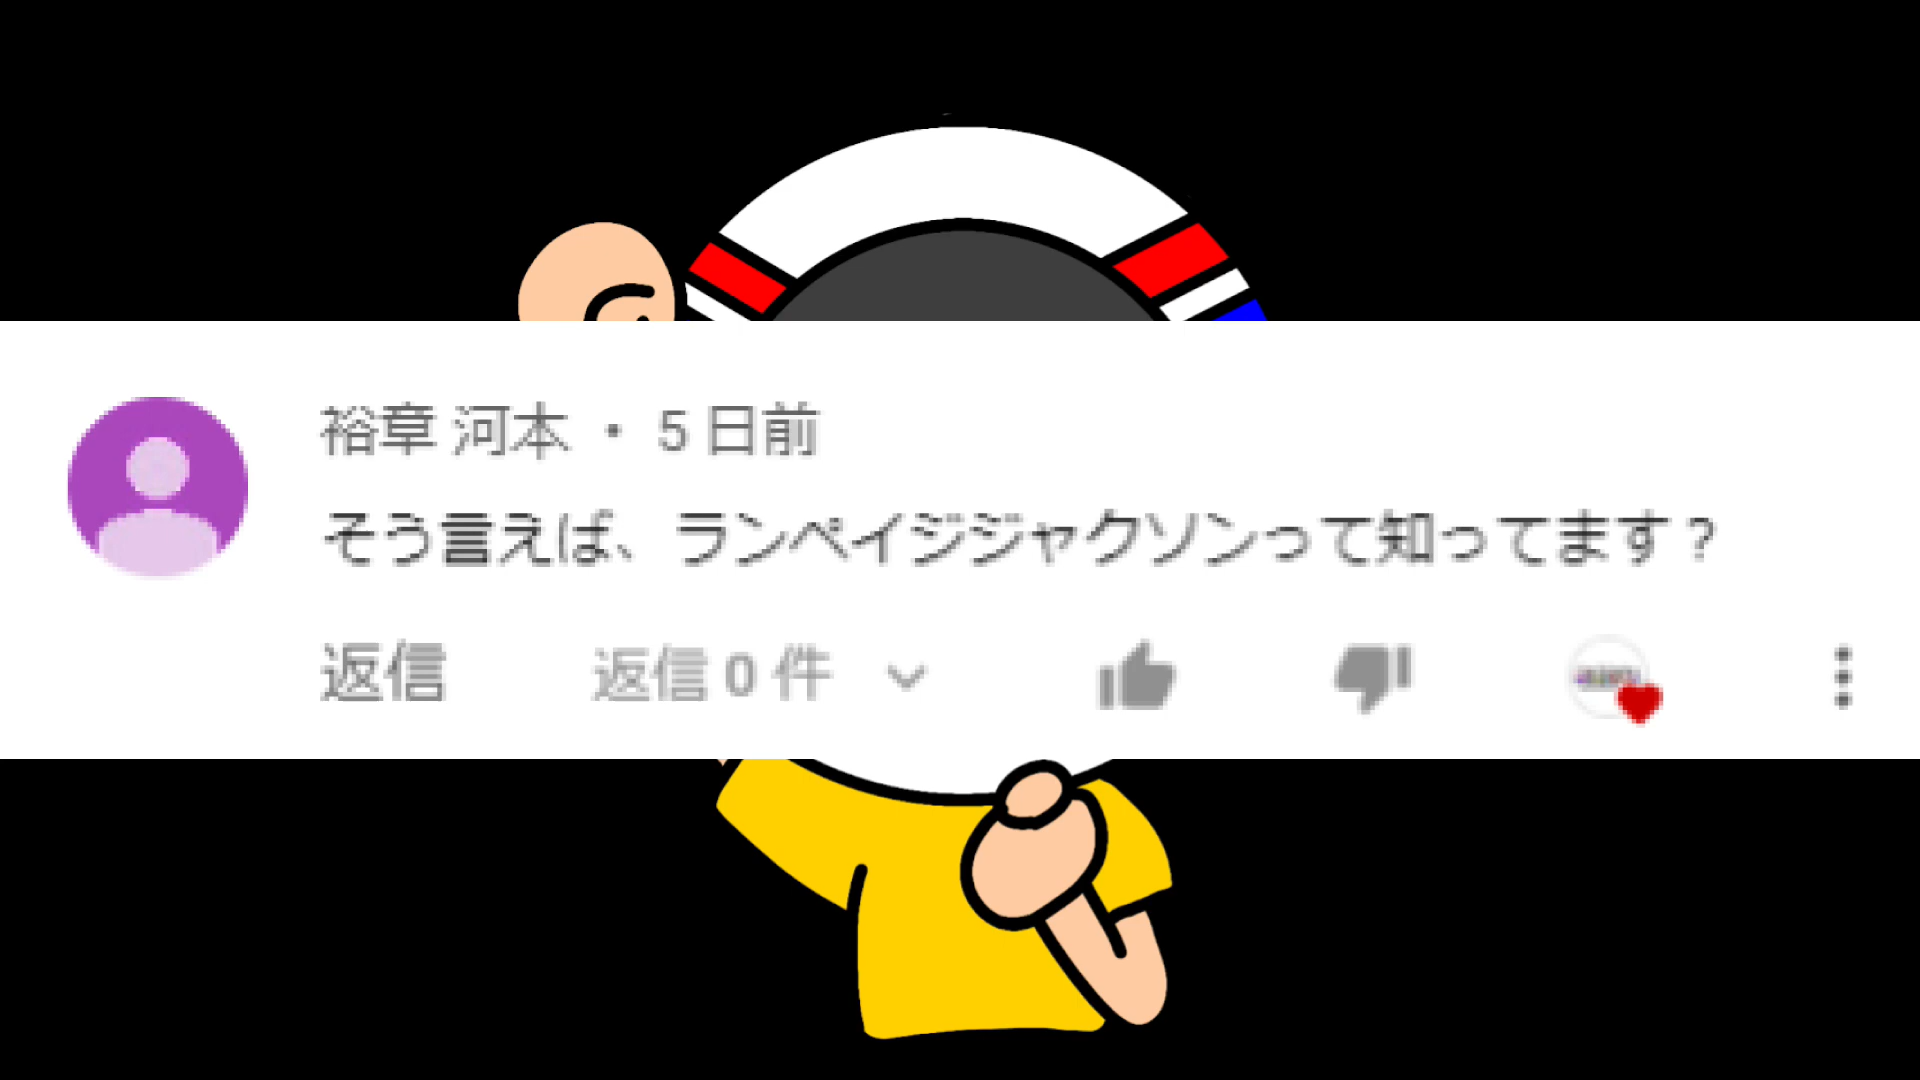 裕章 河本 ・ 5 日前
そう言えば、ランペイジジャクソンって知ってます？
返信 返信 0 件